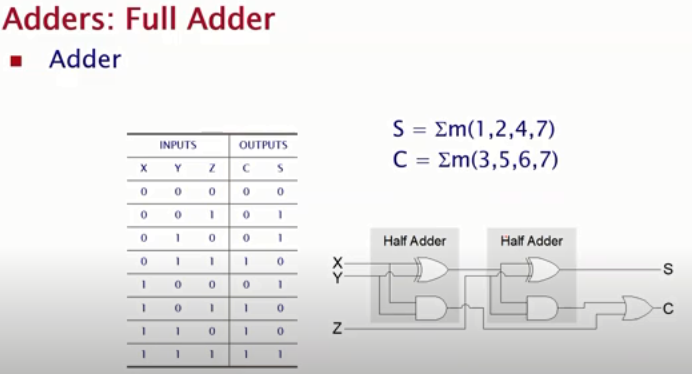 Adders: Full Adder
Adder
S = Σm(1,2,4,7)
C = Σm(3,5,6,7)
INPUTS OUTPUTS
X Y Z C S
0 0 0 0 0
0 0 1 0 1
0 1 0 0 1
0 1 1 1 0
1 0 0 0 1
1 0 1 1 0
1 1 0 1 0
1 1 1 1 1
Half Adder Half Adder
X
Y
Z
S
C